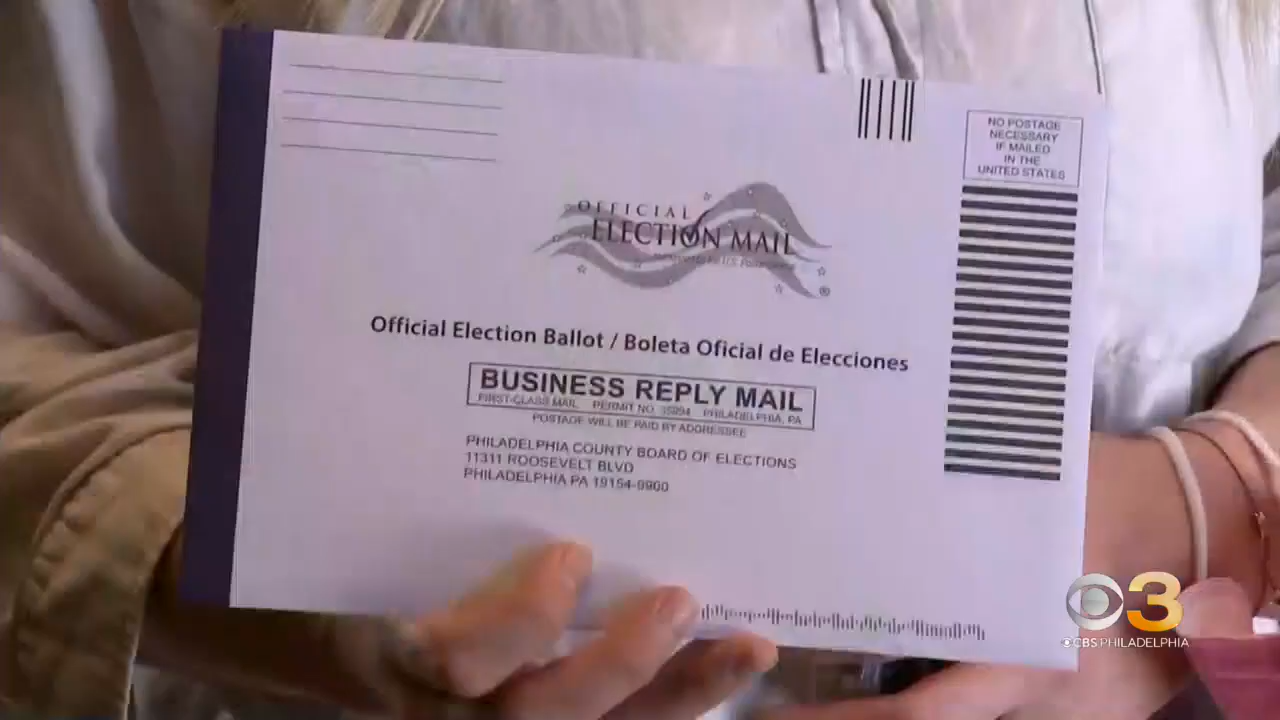 NO POSTAGE
NECESSARY
IF MAILED
IN THE
UNITED STATES
OFFICIAL
ELECTION MAIL
®
Official Election Ballot / Boleta Oficial de Elecciones
BUSINESS REPLY MAIL
FIRST-CLASS MAIL PERMIT NO. PHILADELPHIA, PA
POSTAGE WILL BE PAID BY ADDRESSEE
PHILADELPHIA COUNTY BOARD OF ELECTIONS
11311 ROOSEVELT BLVD
PHILADELPHIA PA 19154-9900
3
CBS PHILADELPHIA